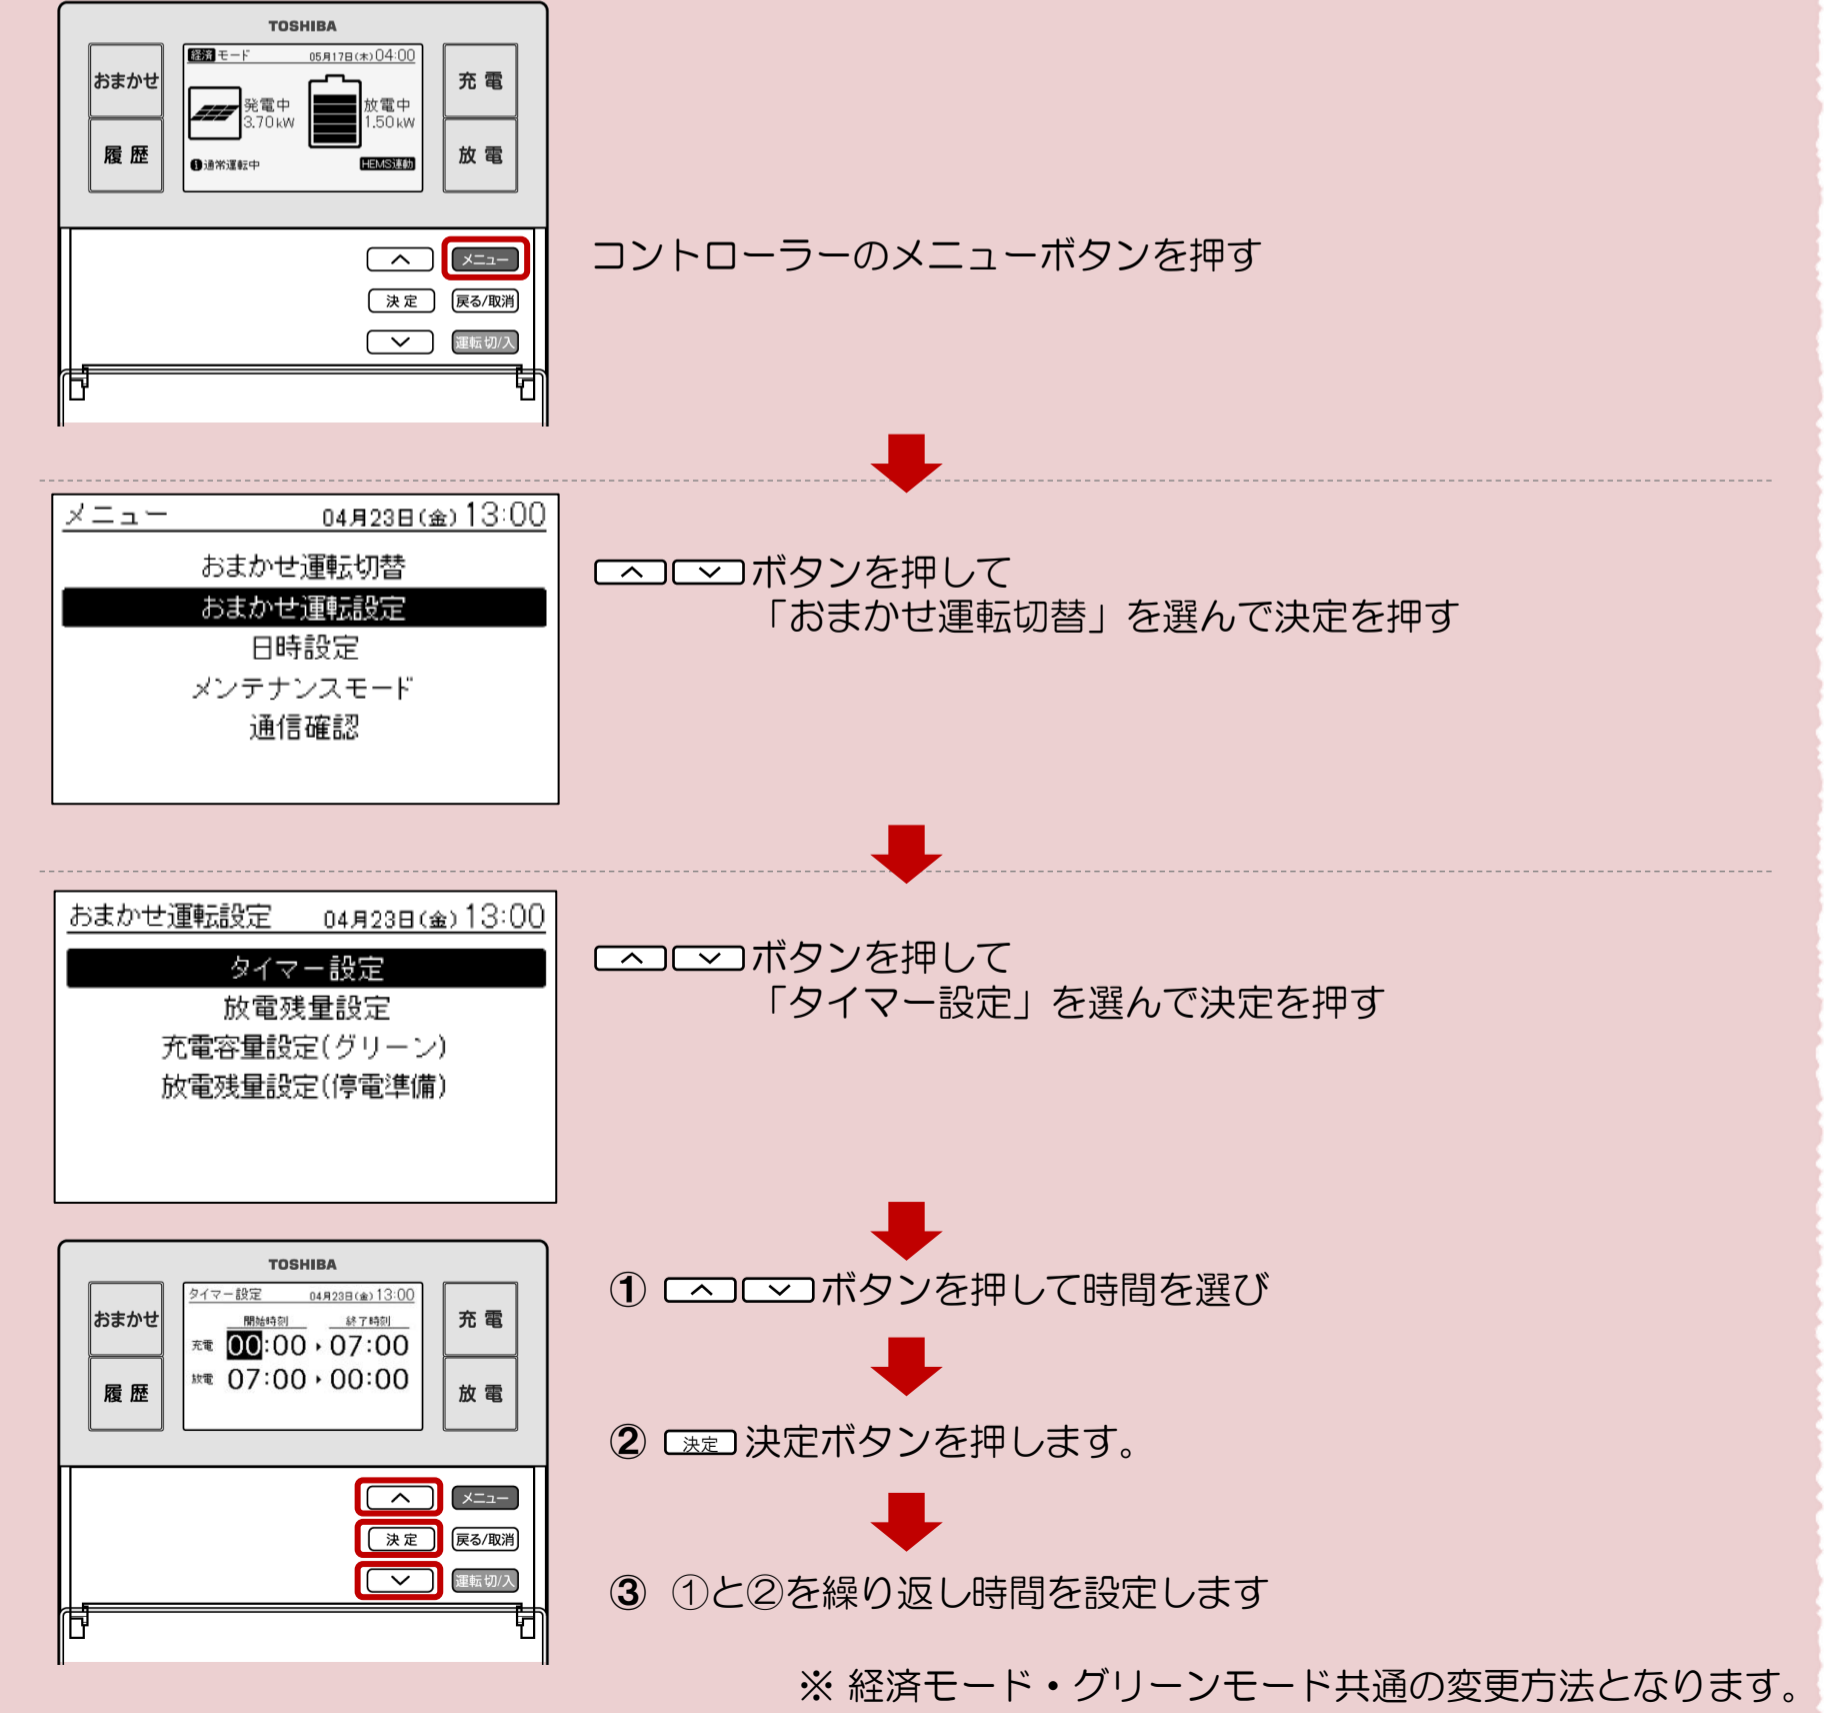 TOSHIBA
経済モード 05月17日(木)04:00
おまかせ
履歴
発電中
3.70kW
放電中
1.50kW
❶通常運転中 HEMS連動
充電
放電
メニュー
決定 戻る/取消
運転切/入
コントローラーのメニューボタンを押す
メニュー 04月23日(金)13:00
おまかせ運転切替
おまかせ運転設定
日時設定
メンテナンスモード
通信確認
ボタンを押して
「おまかせ運転切替」を選んで決定を押す
おまかせ運転設定 04月23日(金)13:00
タイマー設定
放電残量設定
充電容量設定(グリーン)
放電残量設定(停電準備)
ボタンを押して
「タイマー設定」を選んで決定を押す
TOSHIBA
タイマー設定 04月23日(金)13:00
おまかせ
履歴
開始時刻 終了時刻
充電 00:00 ▸ 07:00
放電 07:00 ▸ 00:00
充電
放電
メニュー
決定 戻る/取消
運転切/入
① ボタンを押して時間を選び
② 決定 決定ボタンを押します。
③ ①と②を繰り返し時間を設定します
※ 経済モード・グリーンモード共通の変更方法となります。